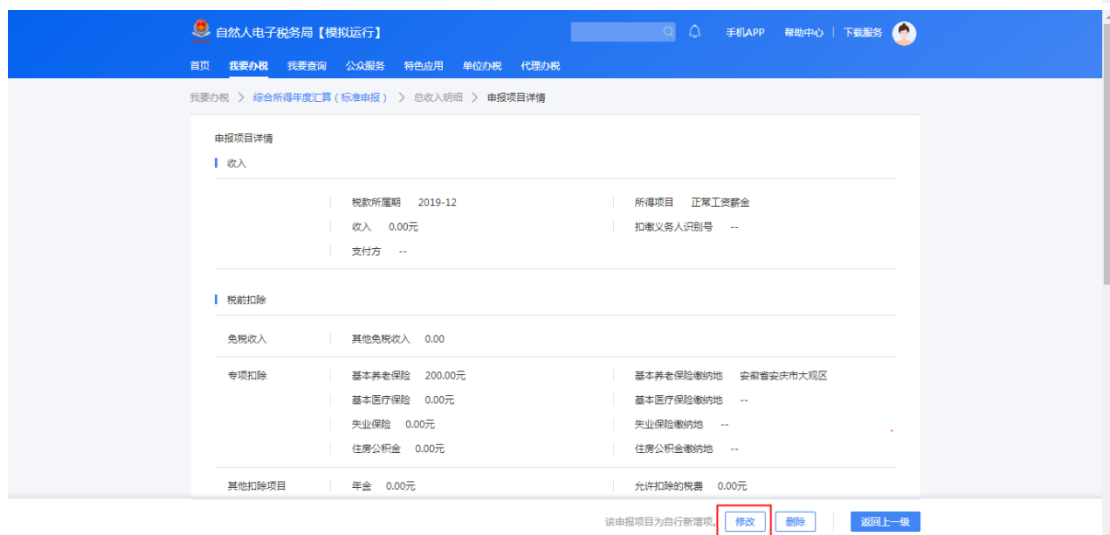 自然人电子税务局【模拟运行】
手机APP 帮助中心 | 下载服务
首页 我要办税 我要查询 公众服务 特色应用 单位办税 代理办税
我要办税 > 综合所得年度汇算（标准申报） > 总收入明细 > 申报项目详情
申报项目详情
收入
税款所属期 2019-12 所得项目 正常工资薪金
收入 0.00元 扣缴义务人识别号 --
支付方 --
税前扣除
免税收入 其他免税收入 0.00
专项扣除 基本养老保险 200.00元 基本养老保险缴纳地 安徽省安庆市大观区
基本医疗保险 0.00元 基本医疗保险缴纳地 --
失业保险 0.00元 失业保险缴纳地 --
住房公积金 0.00元 住房公积金缴纳地 --
其他扣除项目 年金 0.00元 允许扣除的税费 0.00元
该申报项目为自行新增项。 修改 删除 返回上一级